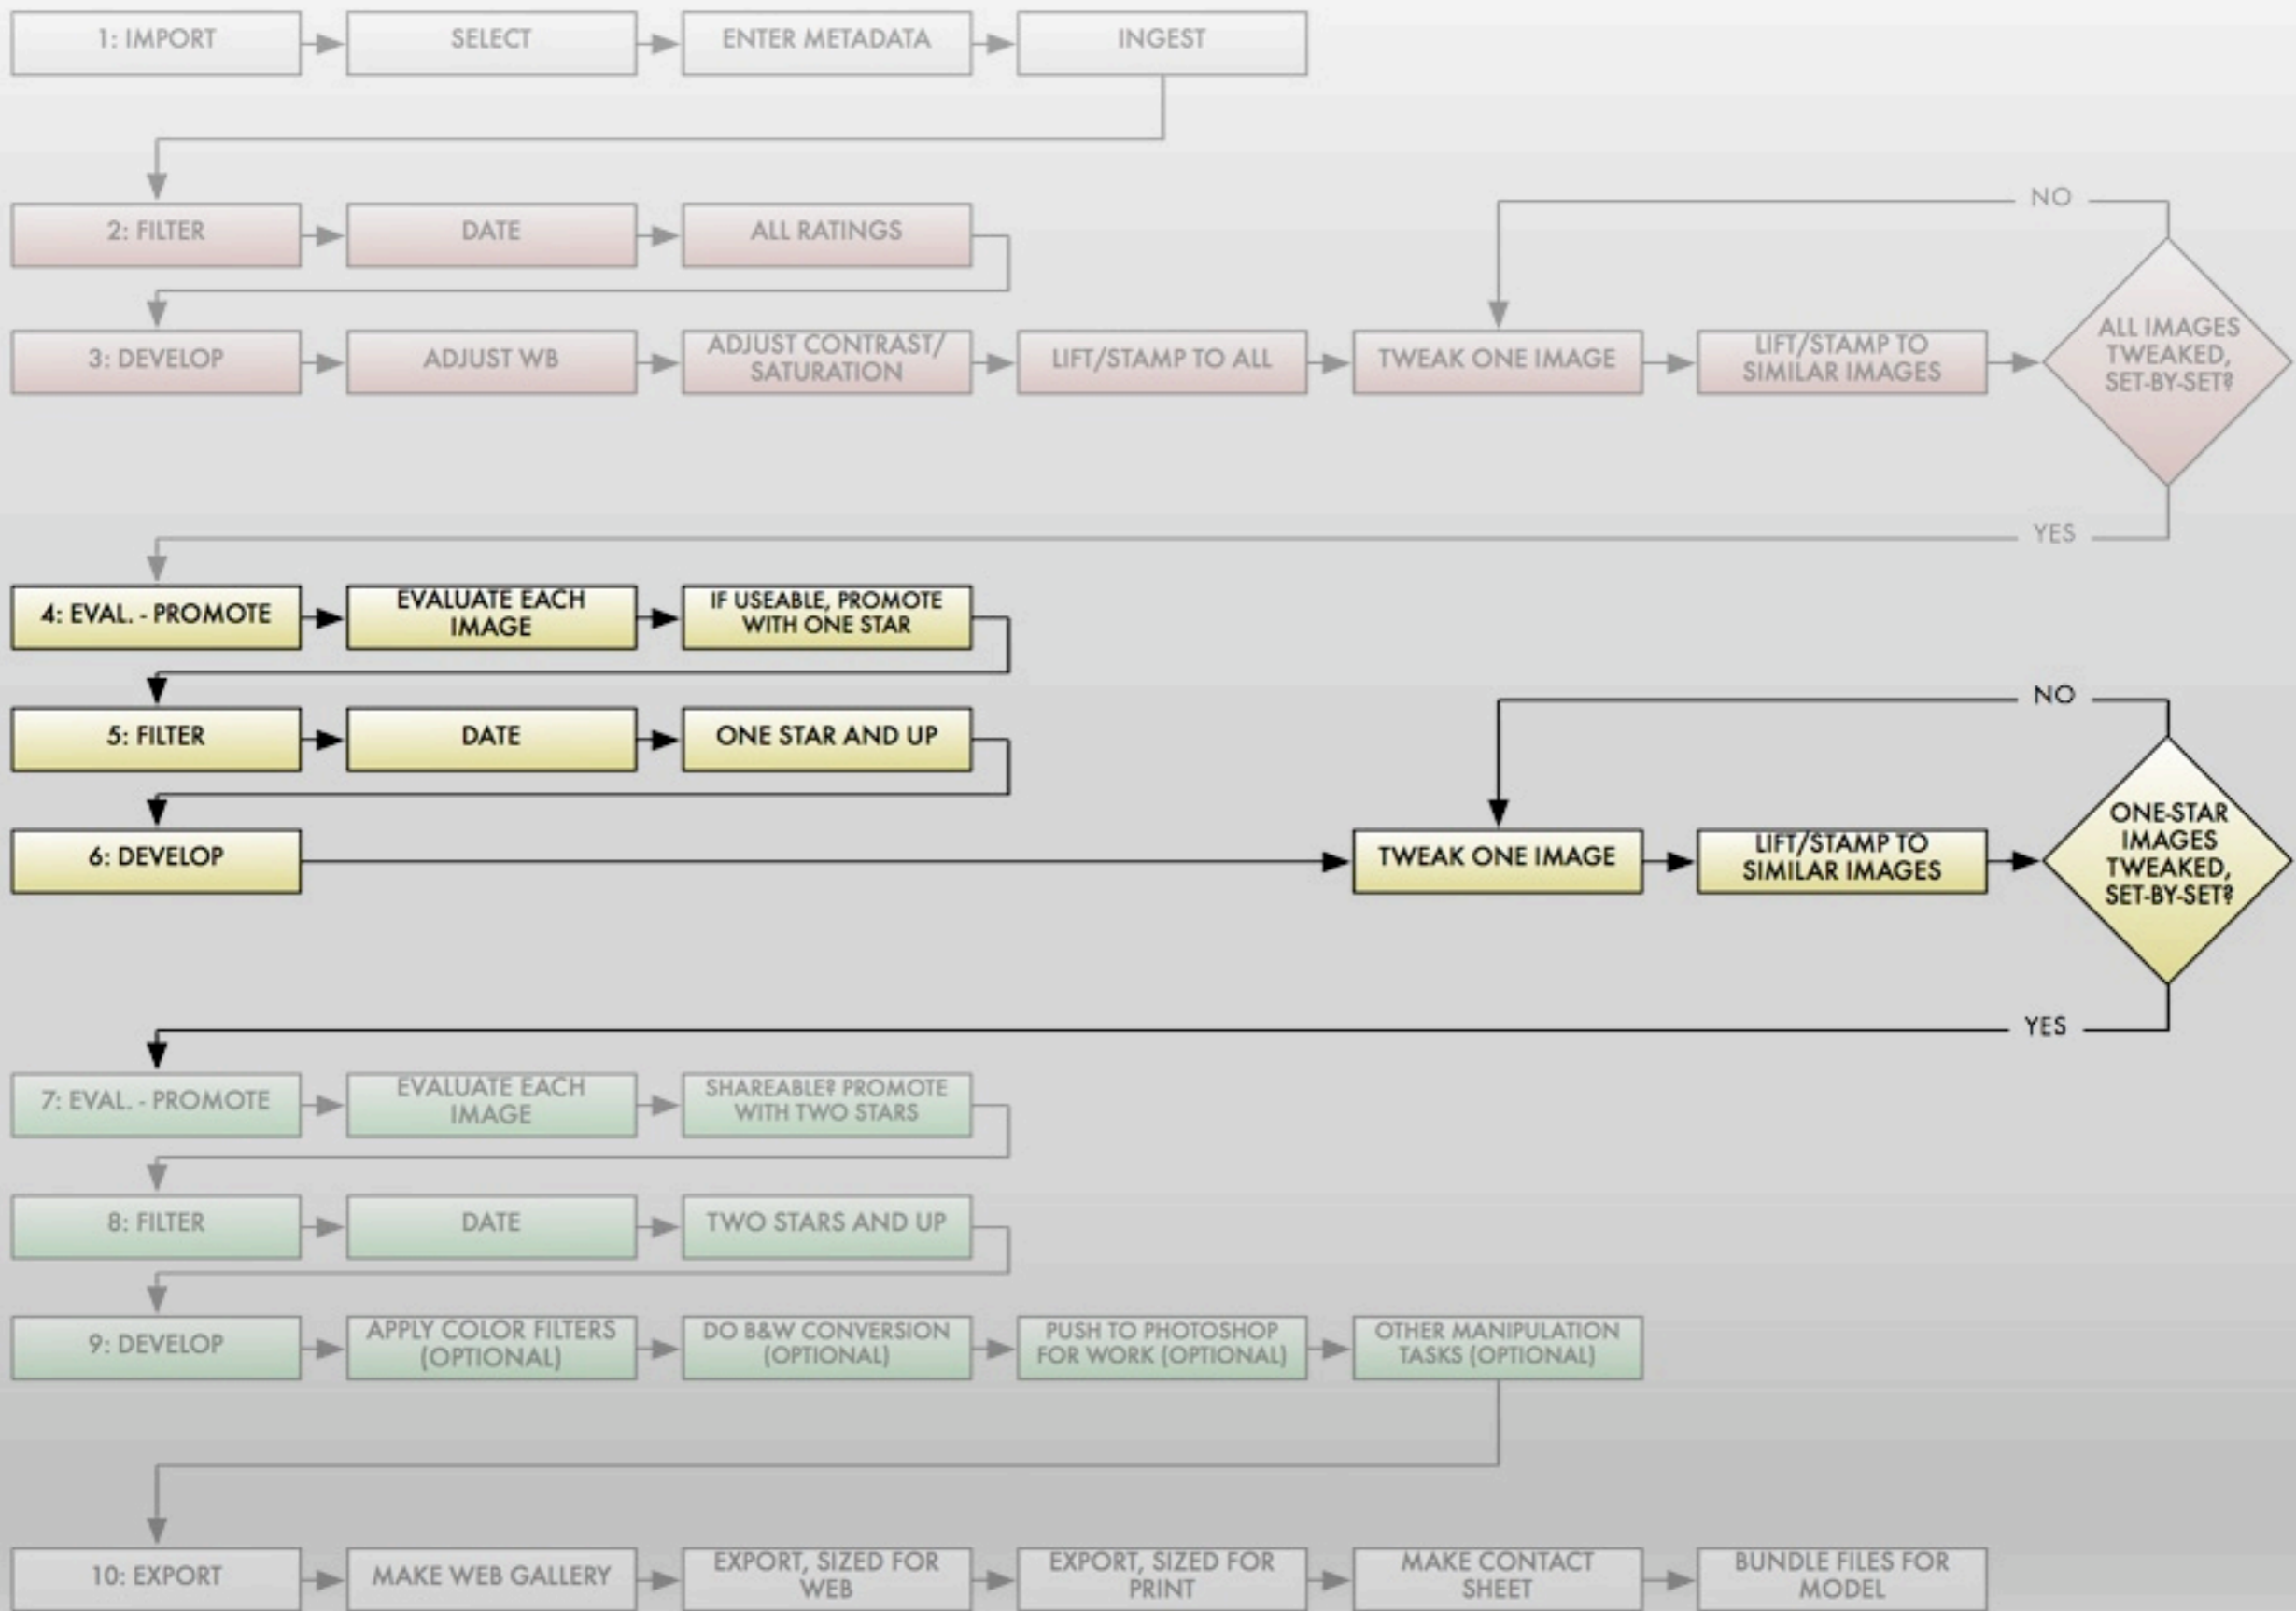 1: IMPORT
SELECT
ENTER METADATA
INGEST
2: FILTER
DATE
ALL RATINGS
NO
3: DEVELOP
ADJUST WB
ADJUST CONTRAST/
SATURATION
LIFT/STAMP TO ALL
TWEAK ONE IMAGE
LIFT/STAMP TO
SIMILAR IMAGES
ALL IMAGES
TWEAKED,
SET-BY-SET?
YES
4: EVAL. - PROMOTE
EVALUATE EACH
IMAGE
IF USEABLE, PROMOTE
WITH ONE STAR
5: FILTER
DATE
ONE STAR AND UP
NO
6: DEVELOP
TWEAK ONE IMAGE
LIFT/STAMP TO
SIMILAR IMAGES
ONE-STAR
IMAGES
TWEAKED,
SET-BY-SET?
YES
7: EVAL. - PROMOTE
EVALUATE EACH
IMAGE
SHAREABLE? PROMOTE
WITH TWO STARS
8: FILTER
DATE
TWO STARS AND UP
9: DEVELOP
APPLY COLOR FILTERS
(OPTIONAL)
DO B&W CONVERSION
(OPTIONAL)
PUSH TO PHOTOSHOP
FOR WORK (OPTIONAL)
OTHER MANIPULATION
TASKS (OPTIONAL)
10: EXPORT
MAKE WEB GALLERY
EXPORT, SIZED FOR
WEB
EXPORT, SIZED FOR
PRINT
MAKE CONTACT
SHEET
BUNDLE FILES FOR
MODEL